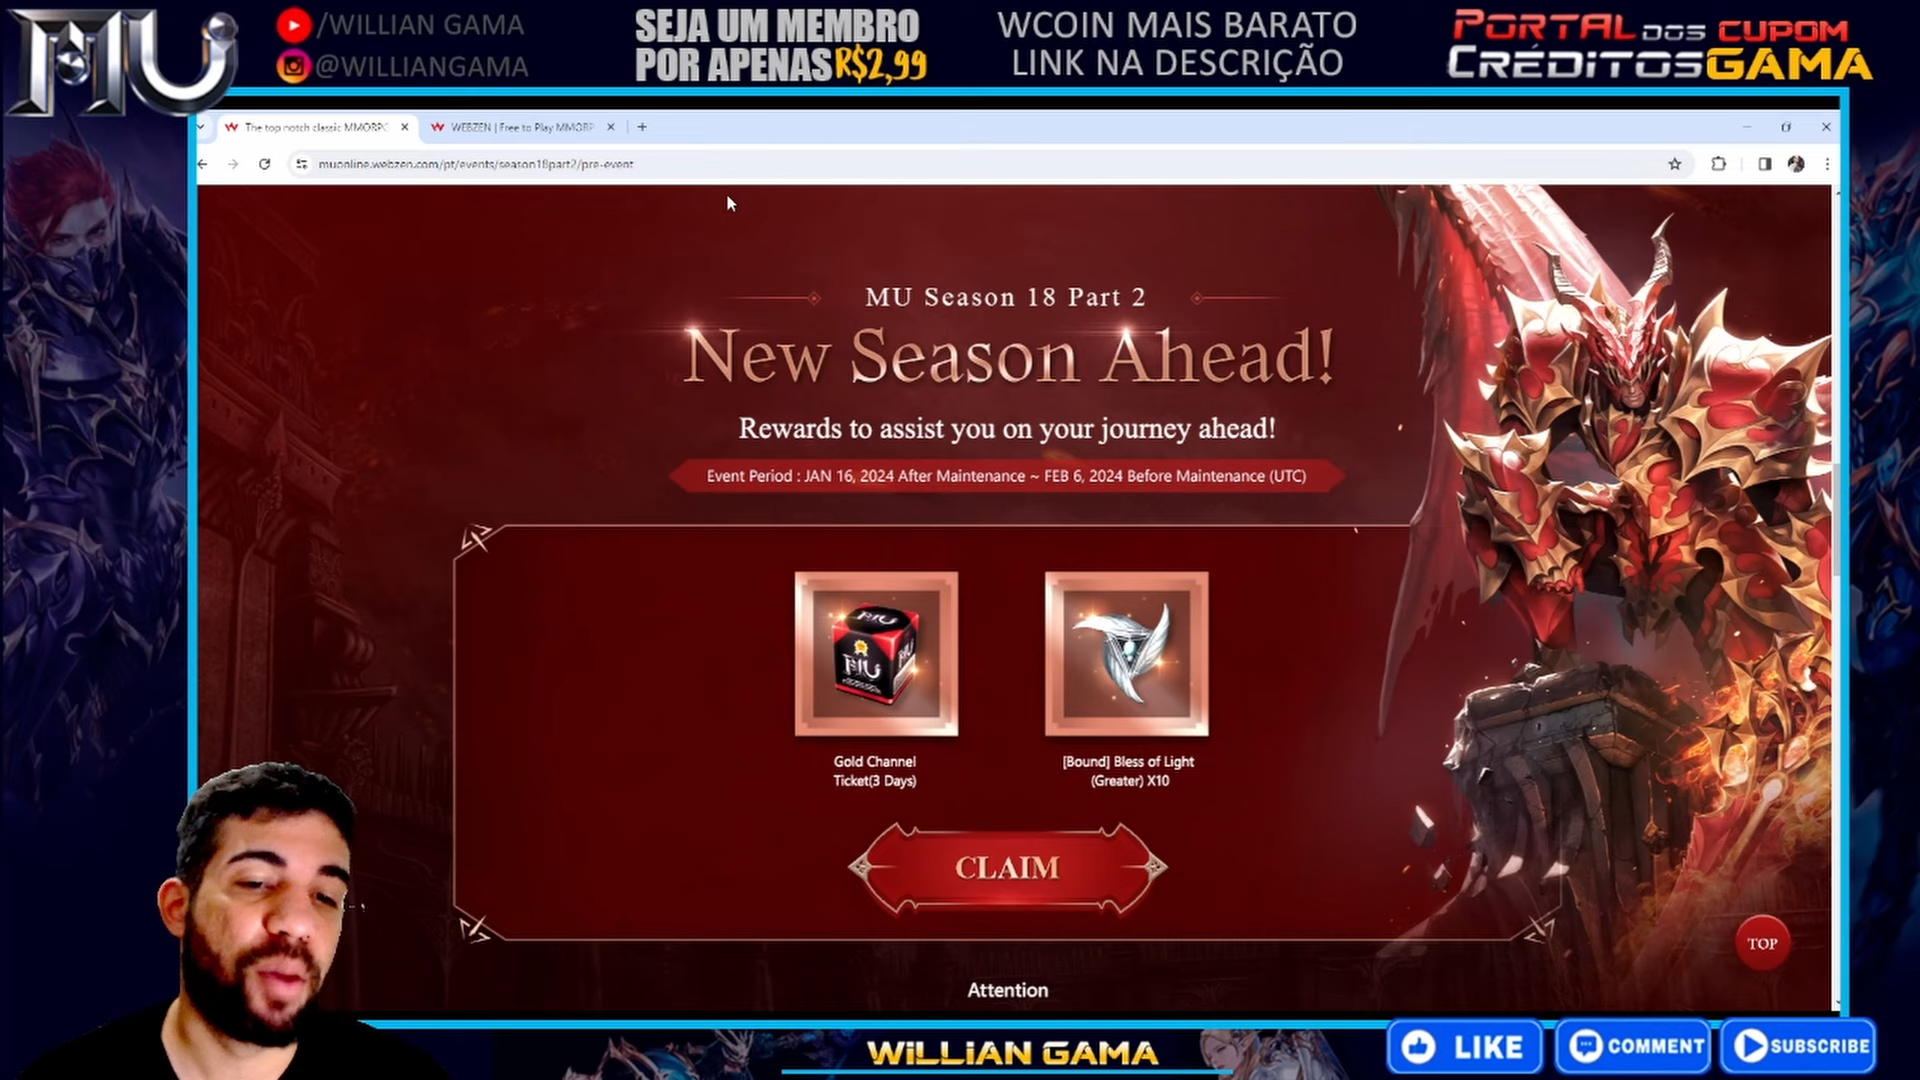 MU
/WILLIAN GAMA
@WILLIANGAMA
SEJA UM MEMBRO
POR APENAS R$2,99
WCOIN MAIS BARATO
LINK NA DESCRIÇÃO
PORTAL DOS CUPOM
CRÉDITOS GAMA
The top notch classic MMORPG
WEBZEN | Free to Play MMORP
muonline.webzen.com/pt/events/season18part2/pre-event
MU Season 18 Part 2
New Season Ahead!
Rewards to assist you on your journey ahead!
Event Period : JAN 16, 2024 After Maintenance ~ FEB 6, 2024 Before Maintenance (UTC)
MU
MU
MU
Gold Channel
Ticket(3 Days)
[Bound] Bless of Light
(Greater) X10
CLAIM
TOP
Attention
WILLIAN GAMA
LIKE
COMMENT
SUBSCRIBE